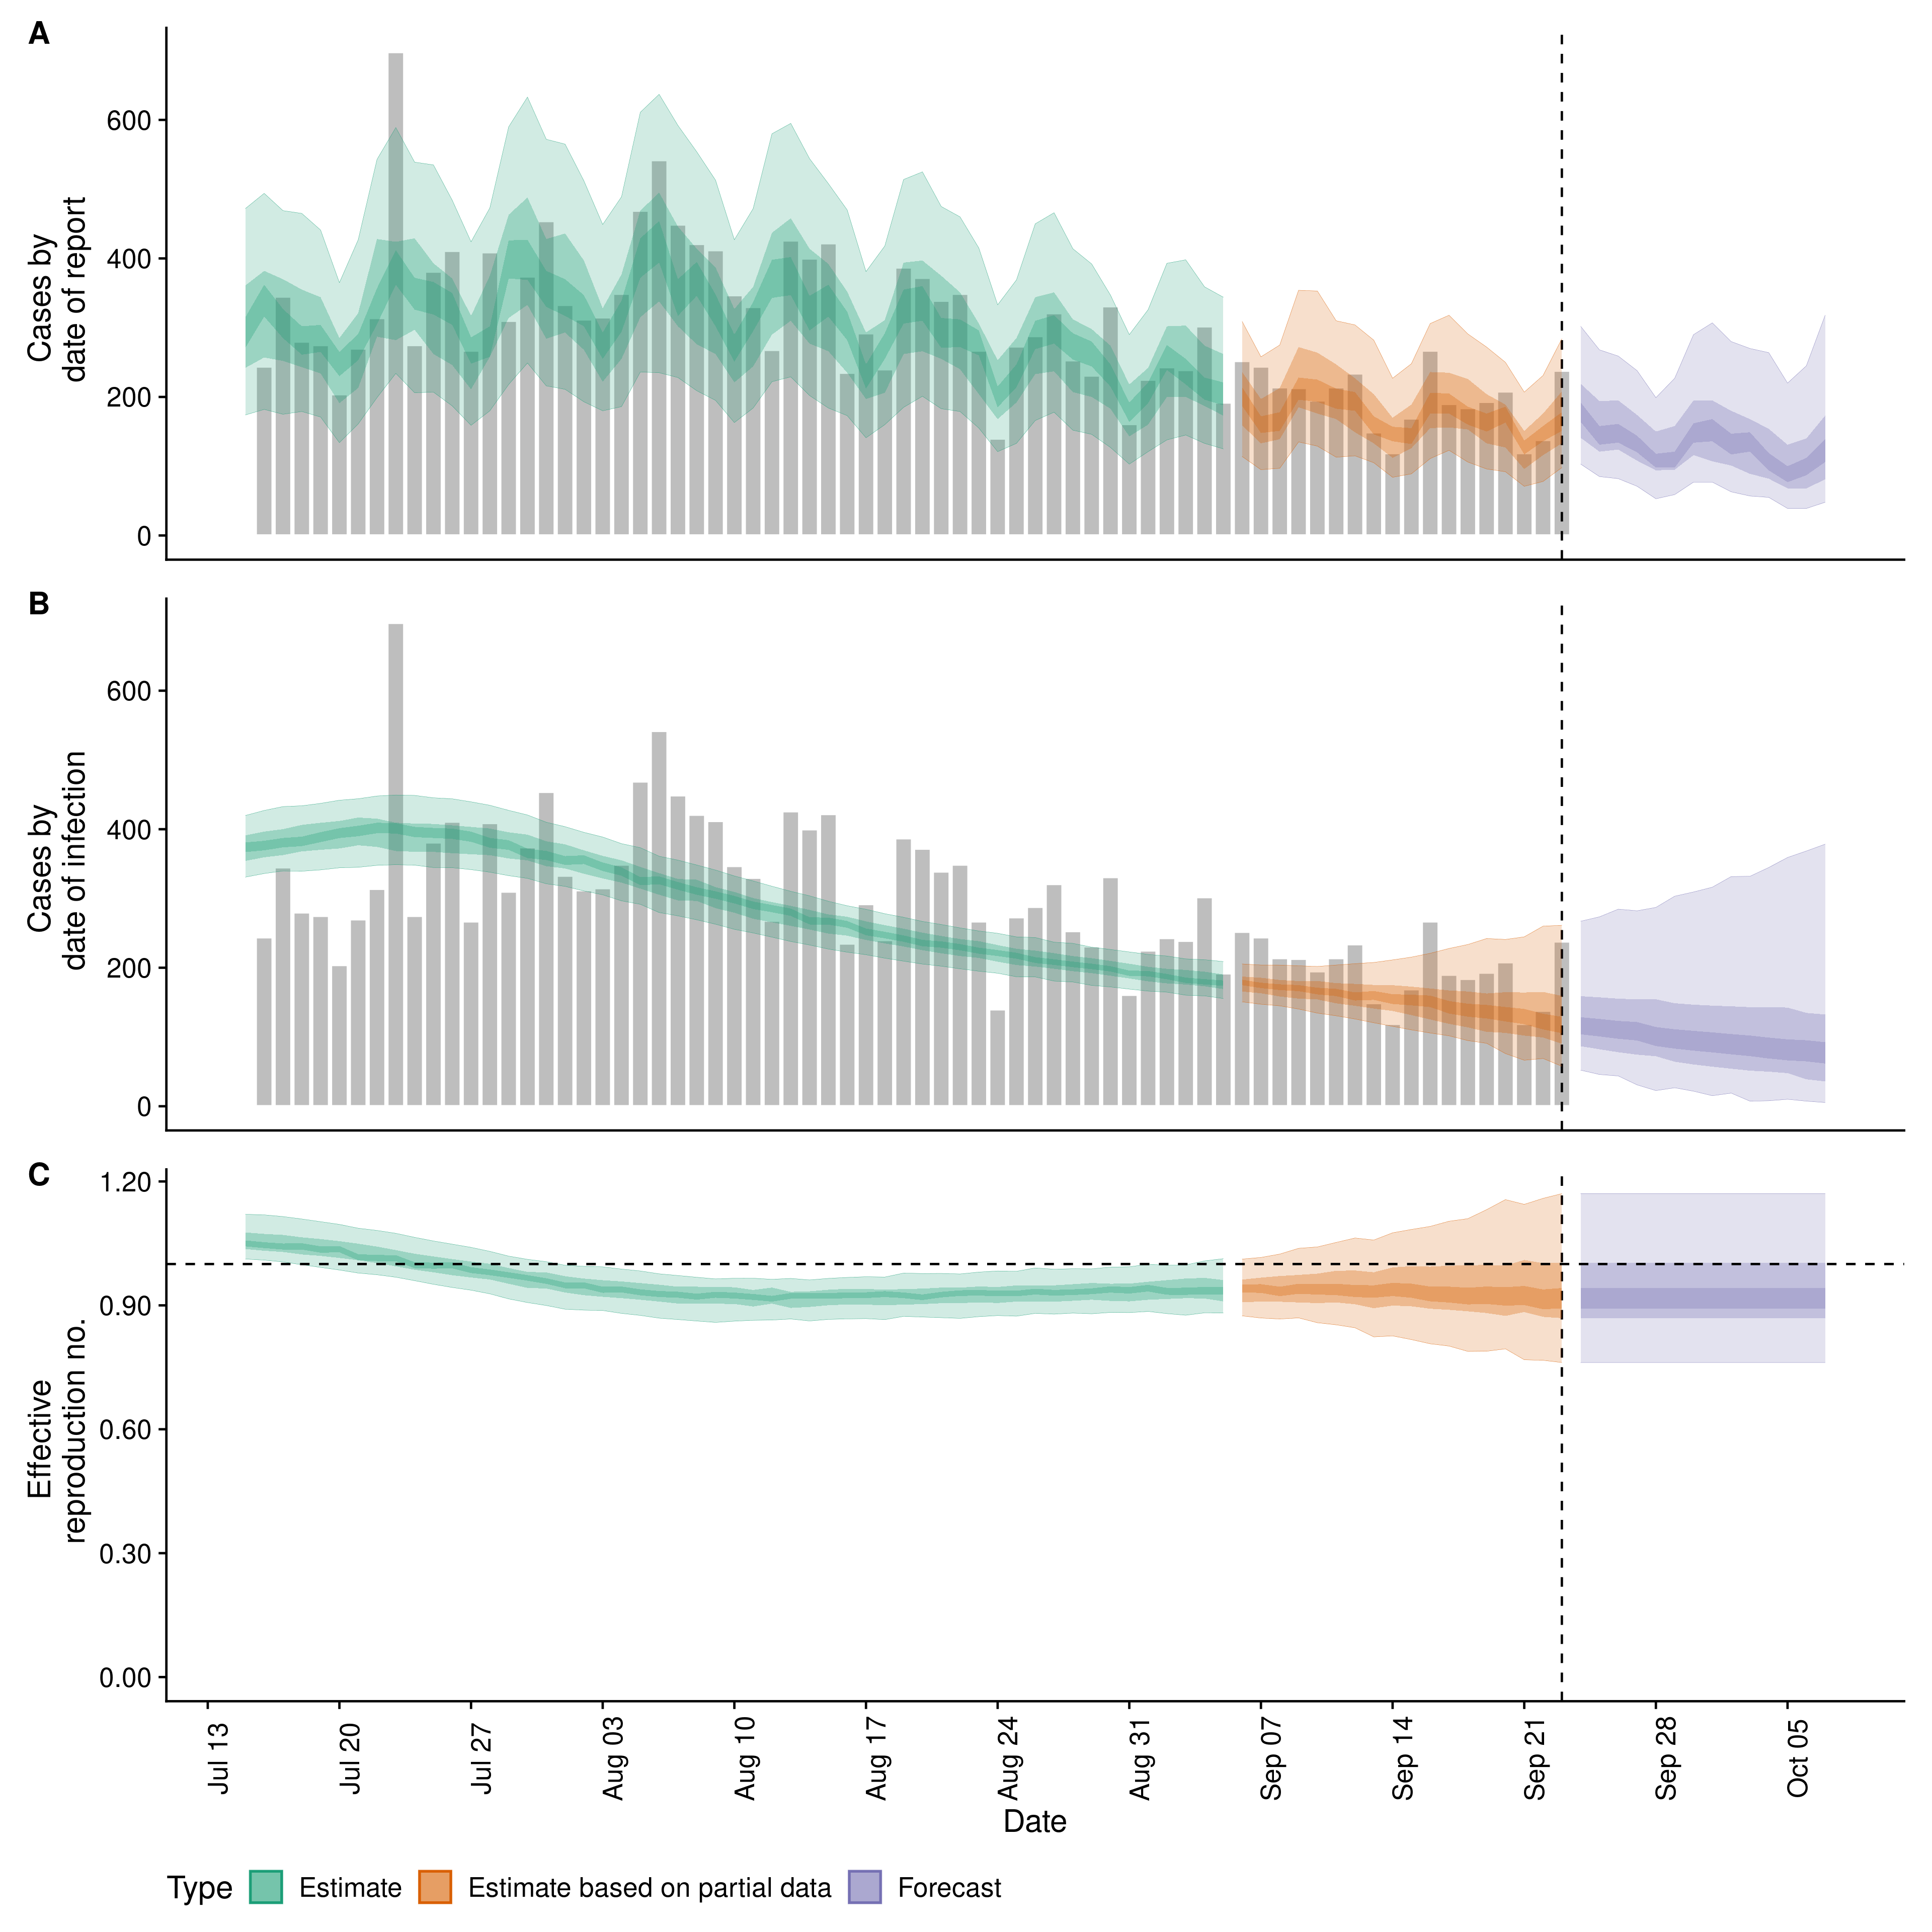 A
600
400
200
0
Cases by
date of report
B
600
400
200
0
Cases by
date of infection
C
1.20
0.90
0.60
0.30
0.00
Effective
reproduction no.
Jul 13
Jul 20
Jul 27
Aug 03
Aug 10
Aug 17
Aug 24
Aug 31
Sep 07
Sep 14
Sep 21
Sep 28
Oct 05
Date
Type Estimate Estimate based on partial data Forecast